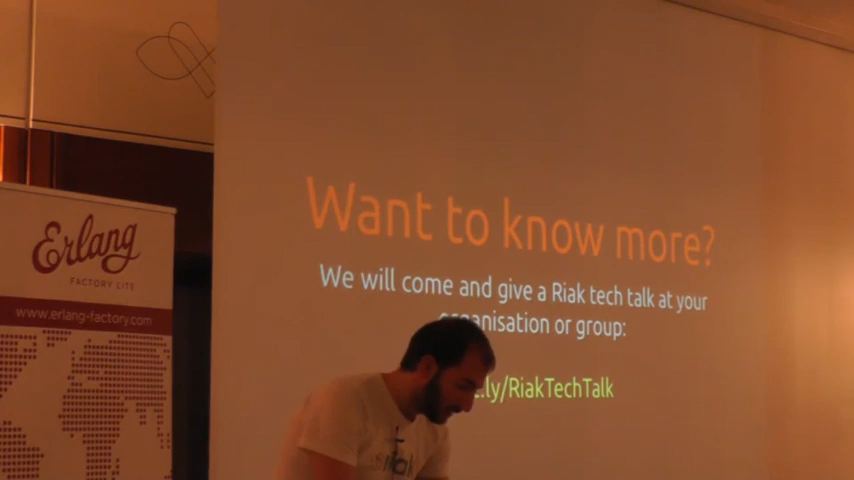 Erlang
FACTORY LITE
www.erlang-factory.com
Want to know more?
We will come and give a Riak tech talk at your
organisation or group:
.ly/RiakTechTalk
riak